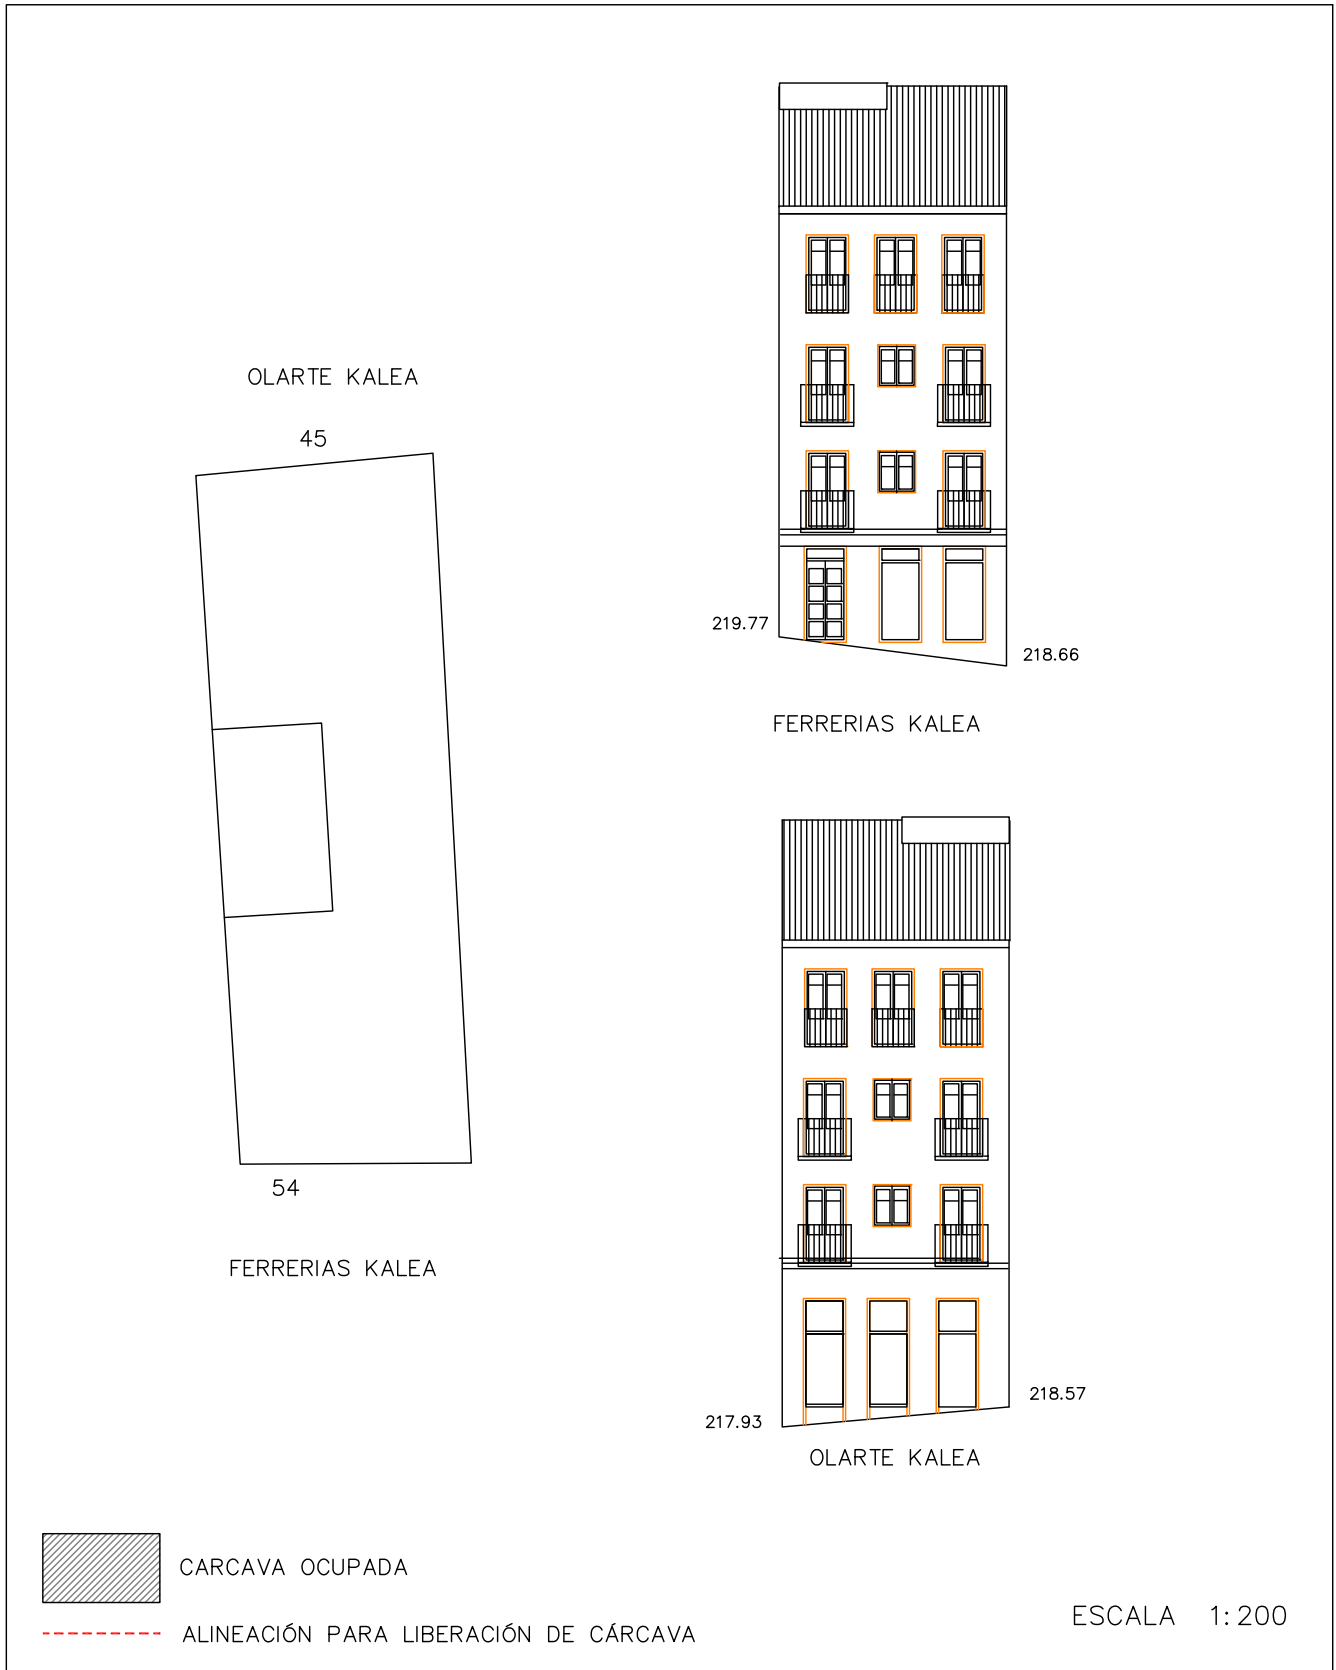 OLARTE KALEA
45
54
FERRERIAS KALEA
219.77
218.66
FERRERIAS KALEA
217.93
218.57
OLARTE KALEA
CARCAVA OCUPADA
ALINEACIÓN PARA LIBERACIÓN DE CÁRCAVA
ESCALA 1:200